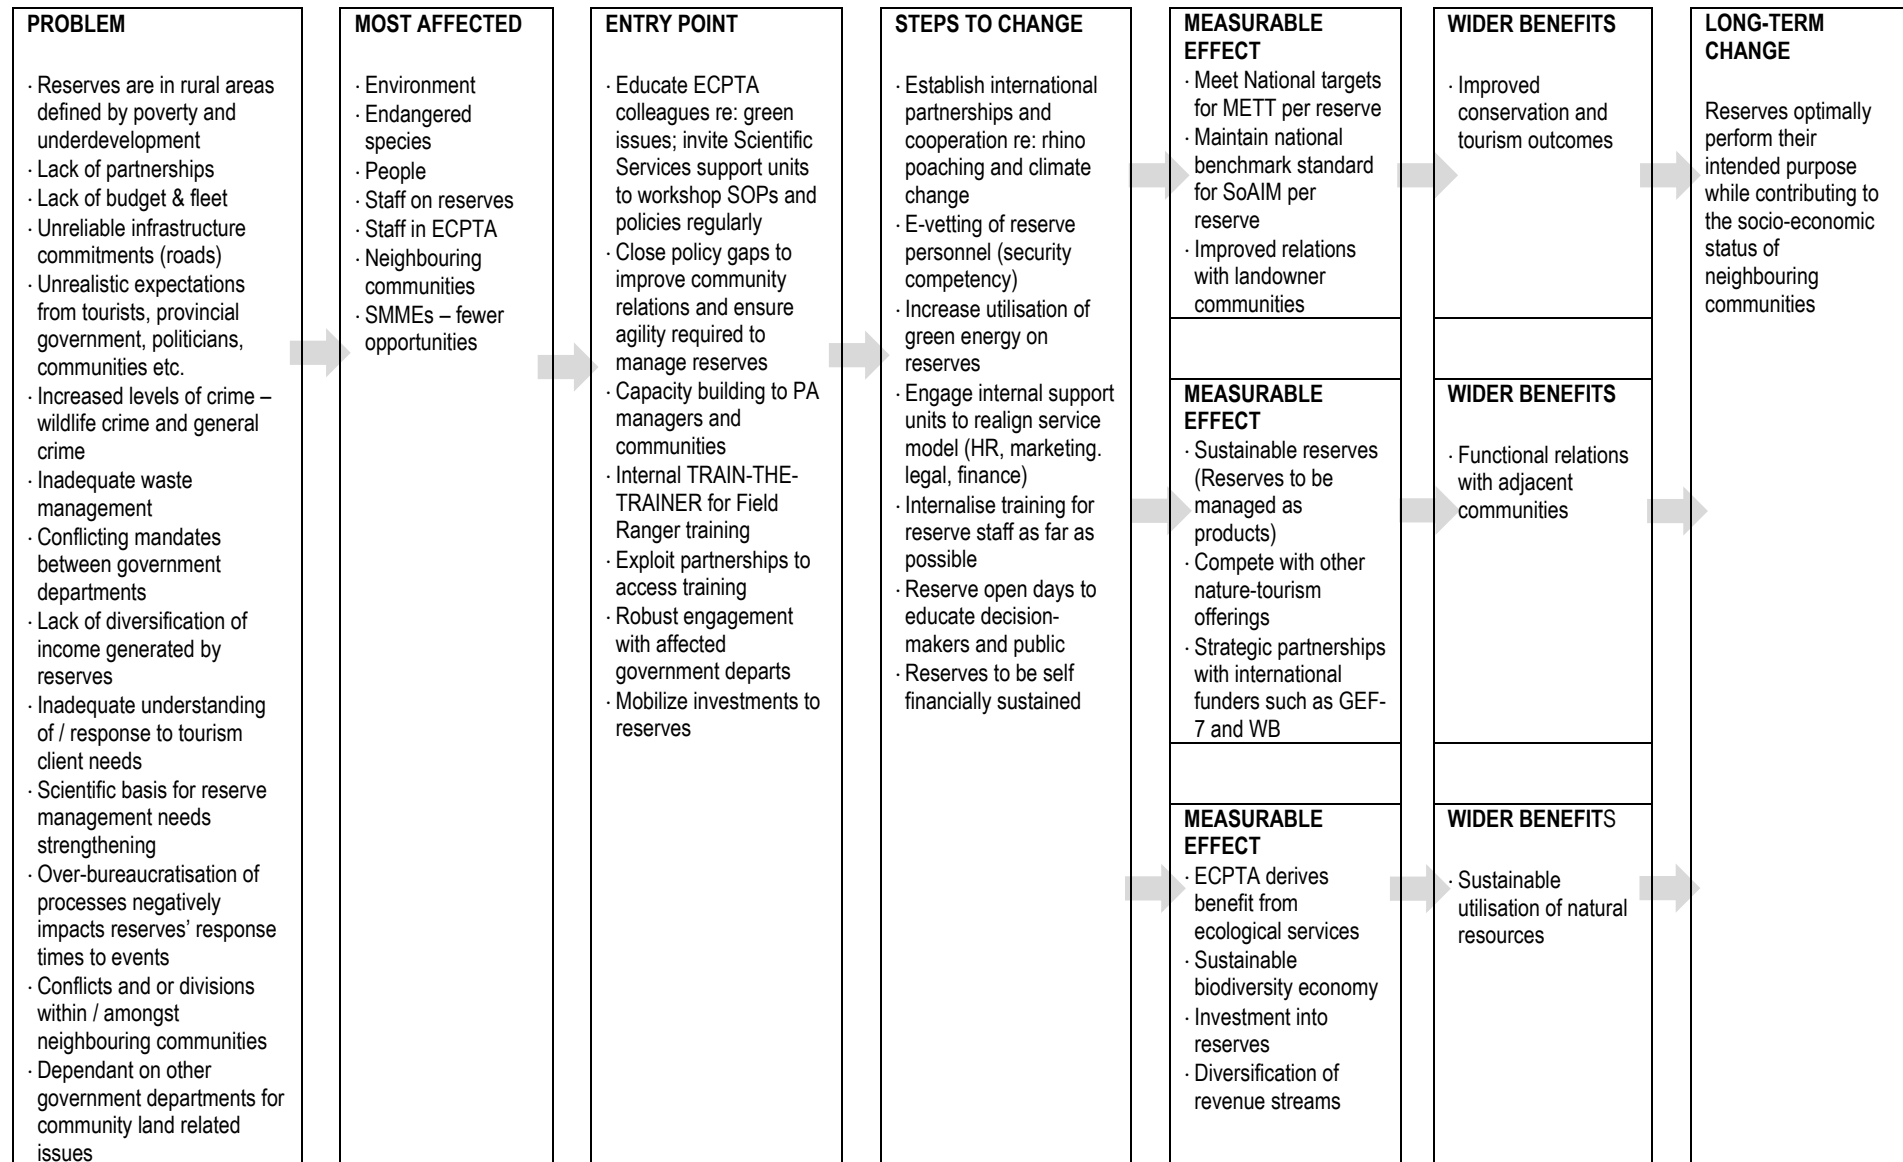 PROBLEM
· Reserves are in rural areas
defined by poverty and
underdevelopment
· Lack of partnerships
· Lack of budget & fleet
· Unreliable infrastructure
commitments (roads)
· Unrealistic expectations
from tourists, provincial
government, politicians,
communities etc.
· Increased levels of crime –
wildlife crime and general
crime
· Inadequate waste
management
· Conflicting mandates
between government
departments
· Lack of diversification of
income generated by
reserves
· Inadequate understanding
of / response to tourism
client needs
· Scientific basis for reserve
management needs
strengthening
· Over-bureaucratisation of
processes negatively
impacts reserves’ response
times to events
· Conflicts and or divisions
within / amongst
neighbouring communities
· Dependant on other
government departments for
community land related
issues
MOST AFFECTED
· Environment
· Endangered
species
· People
· Staff on reserves
· Staff in ECPTA
· Neighbouring
communities
· SMMEs – fewer
opportunities
ENTRY POINT
· Educate ECPTA
colleagues re: green
issues; invite Scientific
Services support units
to workshop SOPs and
policies regularly
· Close policy gaps to
improve community
relations and ensure
agility required to
manage reserves
· Capacity building to PA
managers and
communities
· Internal TRAIN-THE-
TRAINER for Field
Ranger training
· Exploit partnerships to
access training
· Robust engagement
with affected
government departs
· Mobilize investments to
reserves
STEPS TO CHANGE
· Establish international
partnerships and
cooperation re: rhino
poaching and climate
change
· E-vetting of reserve
personnel (security
competency)
· Increase utilisation of
green energy on
reserves
· Engage internal support
units to realign service
model (HR, marketing.
legal, finance)
· Internalise training for
reserve staff as far as
possible
· Reserve open days to
educate decision-
makers and public
· Reserves to be self
financially sustained
MEASURABLE
EFFECT
· Meet National targets
for METT per reserve
· Maintain national
benchmark standard
for SoAIM per
reserve
· Improved relations
with landowner
communities
MEASURABLE
EFFECT
· Sustainable reserves
(Reserves to be
managed as
products)
· Compete with other
nature-tourism
offerings
· Strategic partnerships
with international
funders such as GEF-
7 and WB
MEASURABLE
EFFECT
· ECPTA derives
benefit from
ecological services
· Sustainable
biodiversity economy
· Investment into
reserves
· Diversification of
revenue streams
WIDER BENEFITS
· Improved
conservation and
tourism outcomes
WIDER BENEFITS
· Functional relations
with adjacent
communities
WIDER BENEFITS
· Sustainable
utilisation of natural
resources
LONG-TERM
CHANGE
Reserves optimally
perform their
intended purpose
while contributing to
the socio-economic
status of
neighbouring
communities